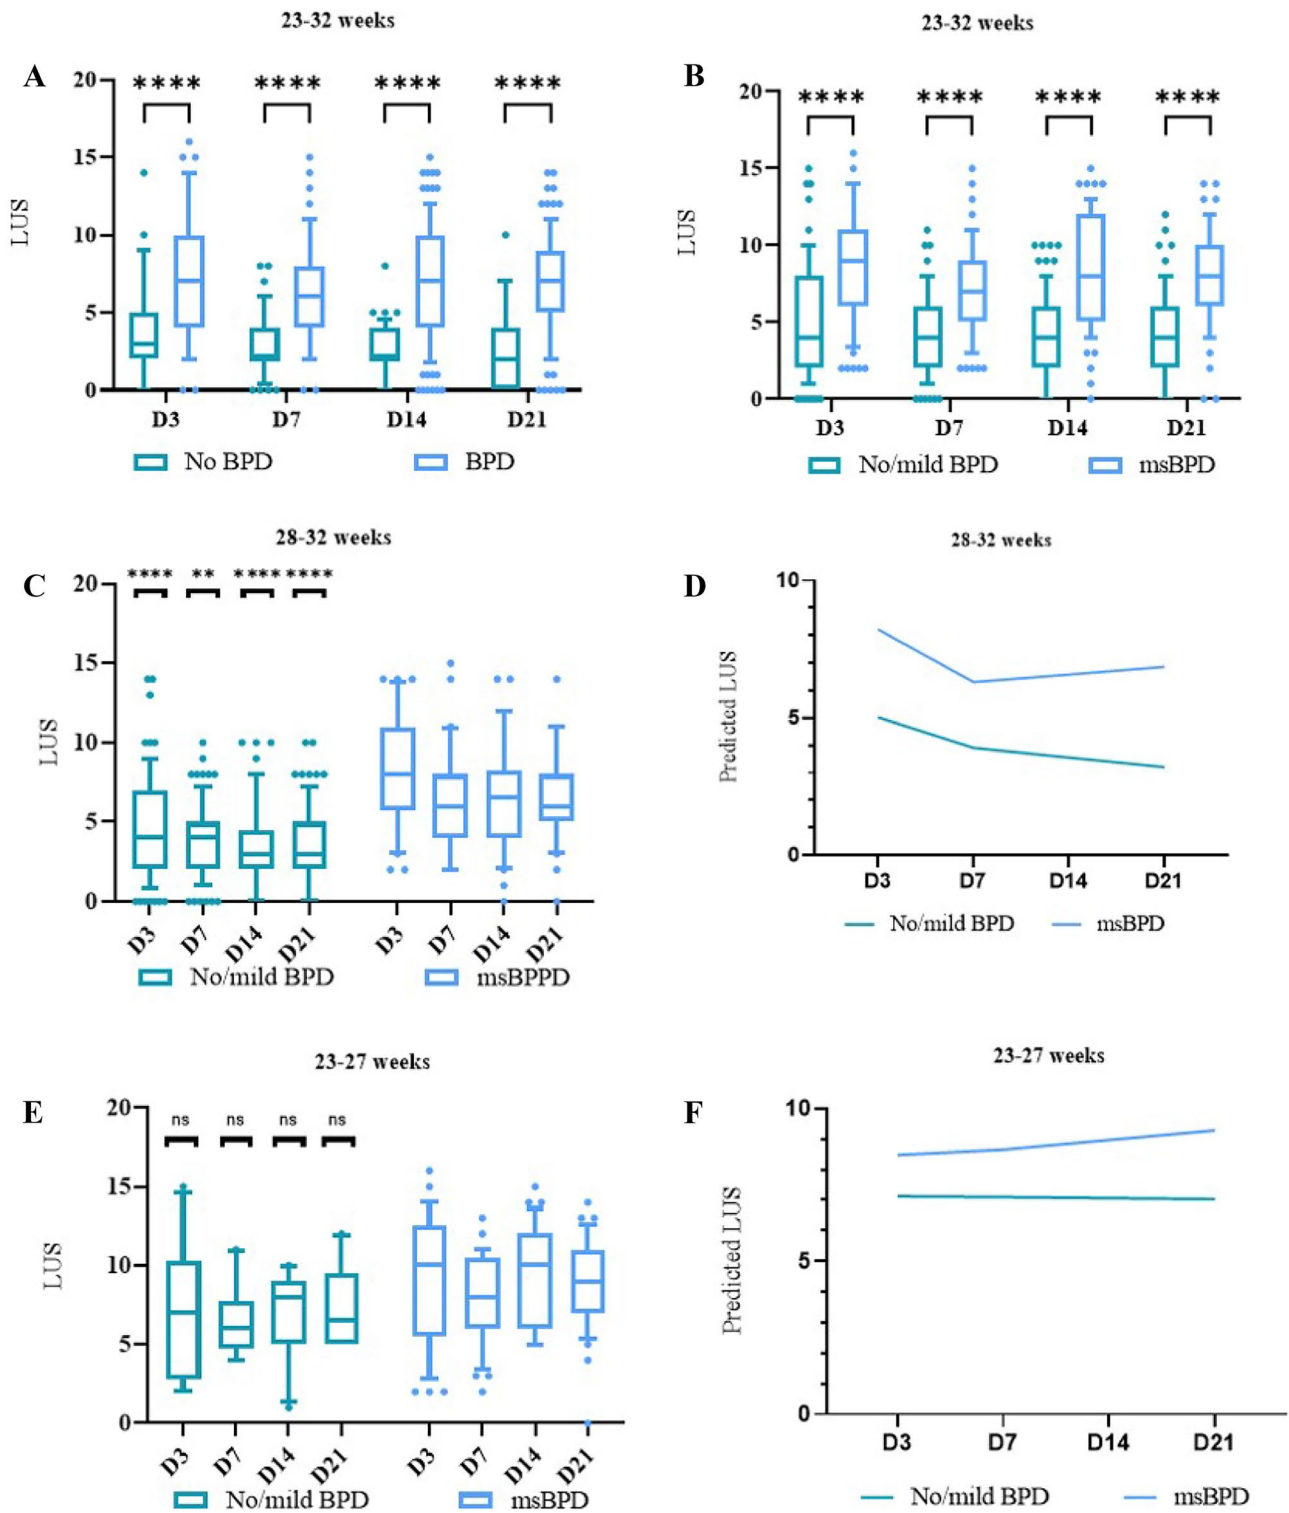 23-32 weeks
A
20
15
10
5
0
LUS
**** **** **** ****
D3 D7 D14 D21
No BPD BPD
23-32 weeks
B
20
15
10
5
0
LUS
**** **** **** ****
D3 D7 D14 D21
No/mild BPD msBPD
28-32 weeks
C
20
15
10
5
0
LUS
**** ** **** ****
D3 D7 D14 D21 D3 D7 D14 D21
No/mild BPD msBPPD
28-32 weeks
D
10
5
0
Predicted LUS
D3 D7 D14 D21
No/mild BPD msBPD
23-27 weeks
E
20
15
10
5
0
LUS
ns ns ns ns
D3 D7 D14 D21 D3 D7 D14 D21
No/mild BPD msBPD
23-27 weeks
F
10
5
0
Predicted LUS
D3 D7 D14 D21
No/mild BPD msBPD